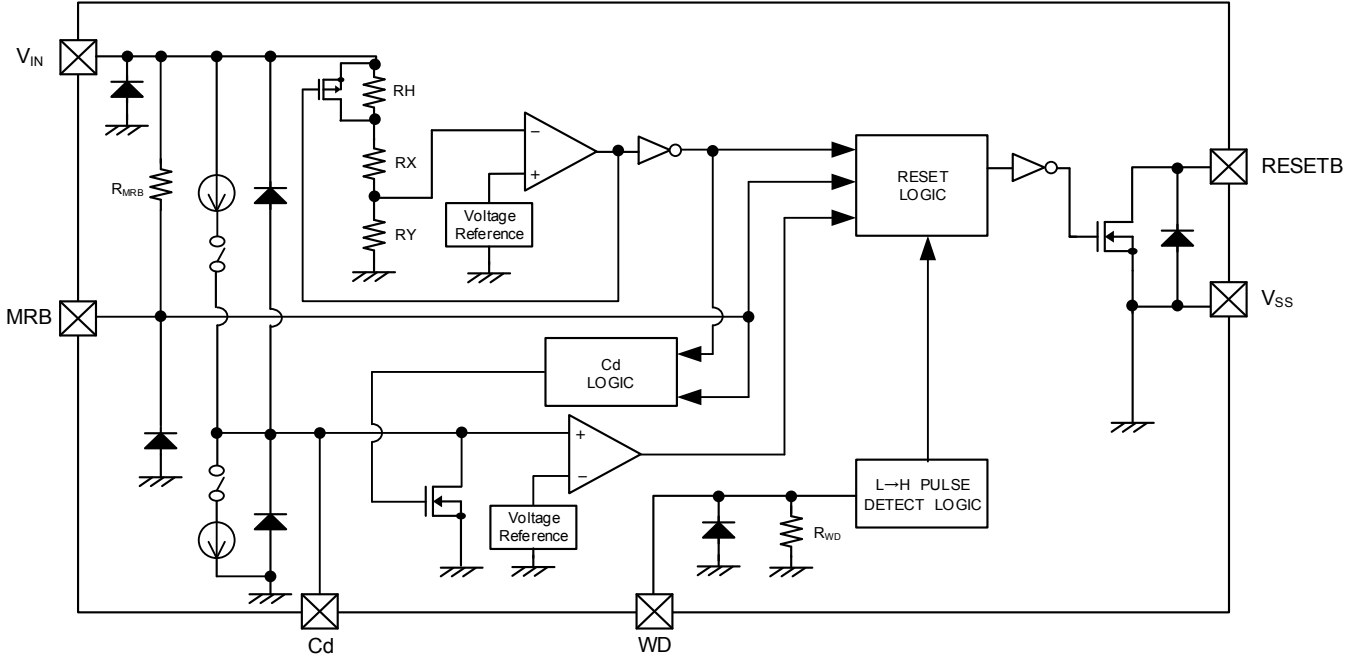 VIN
RH
RX
RMRB
RY
Voltage
Reference
RESET
LOGIC
RESETB
MRB
VSS
Cd
LOGIC
L→H PULSE
DETECT LOGIC
Voltage
Reference
RWD
Cd
WD